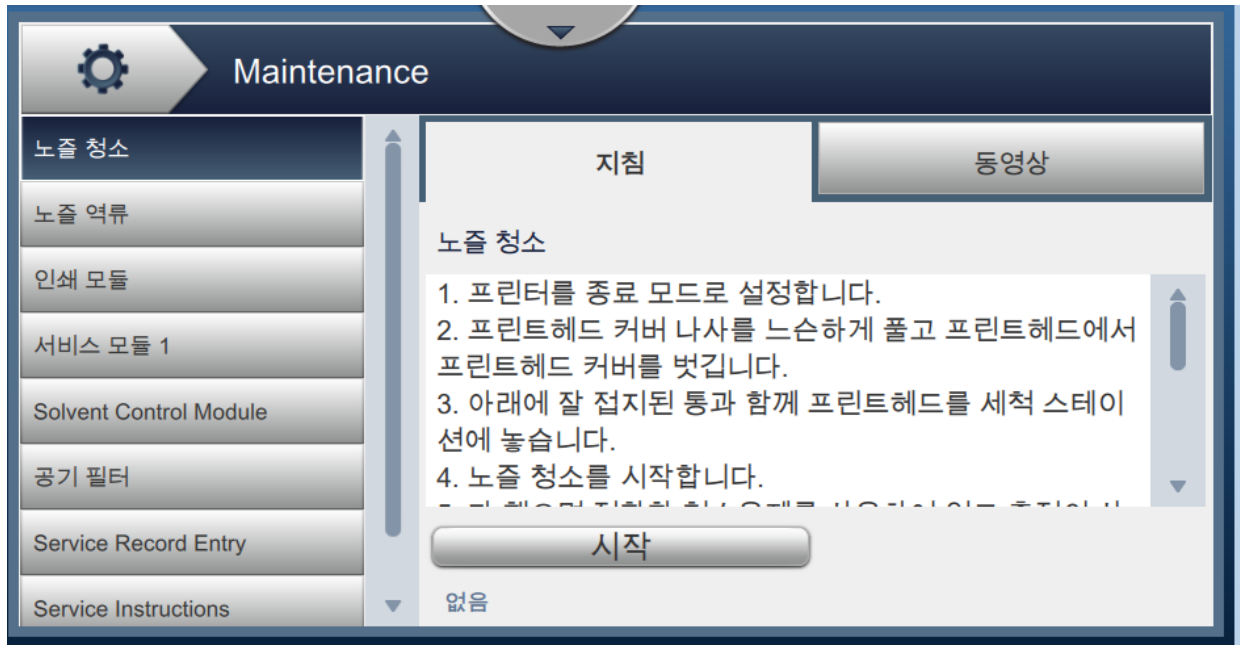 Maintenance
노즐 청소
노즐 역류
인쇄 모듈
서비스 모듈 1
Solvent Control Module
공기 필터
Service Record Entry
Service Instructions
지침
동영상
노즐 청소
1. 프린터를 종료 모드로 설정합니다.
2. 프린트헤드 커버 나사를 느슨하게 풀고 프린트헤드에서
프린트헤드 커버를 벗깁니다.
3. 아래에 잘 접지된 통과 함께 프린트헤드를 세척 스테이
션에 놓습니다.
4. 노즐 청소를 시작합니다.
시작
없음